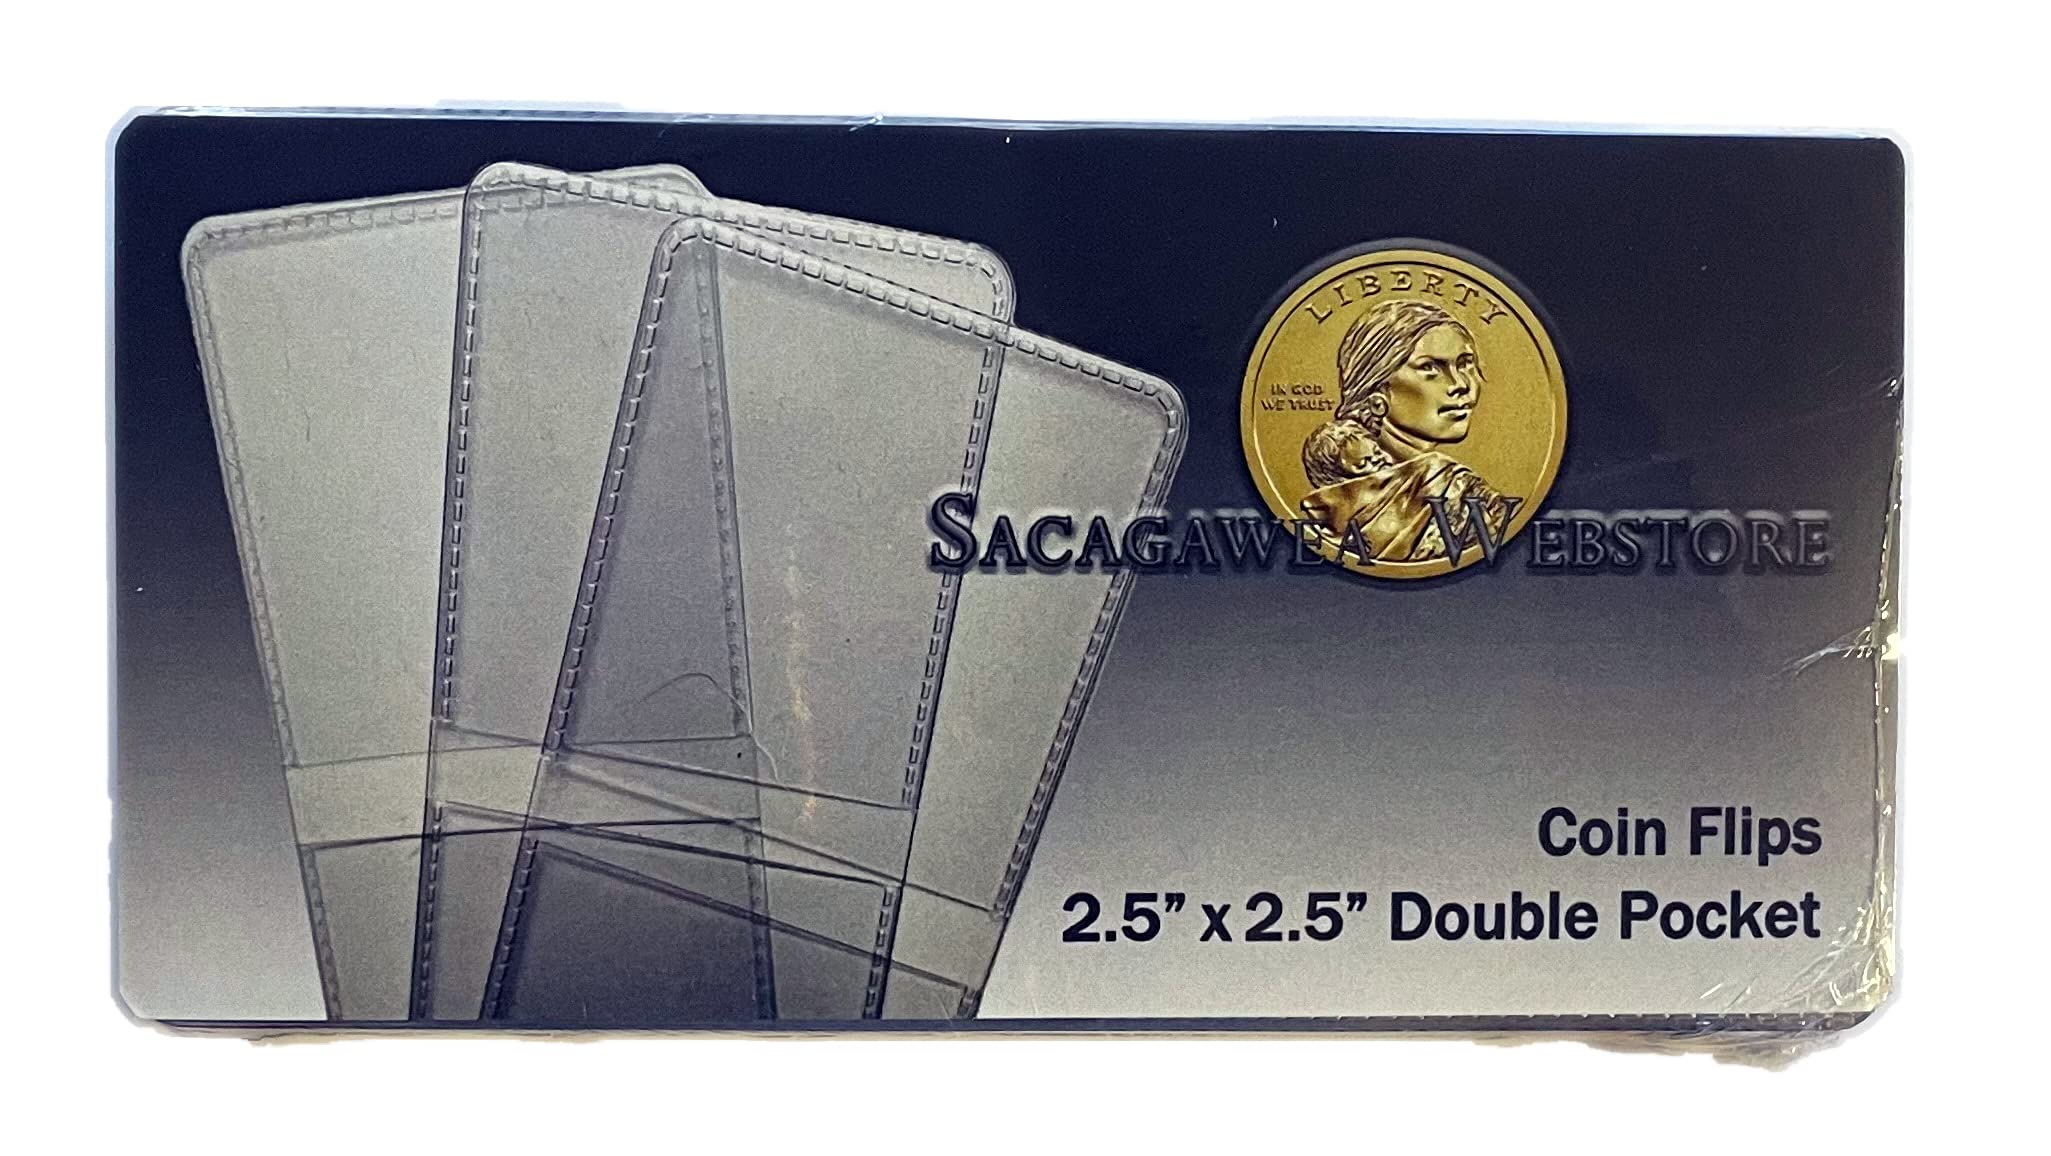 LIBERTY
IN GOD
WE TRUST
SACAGAWEA WEBSTORE
Coin Flips
2.5” x 2.5” Double Pocket